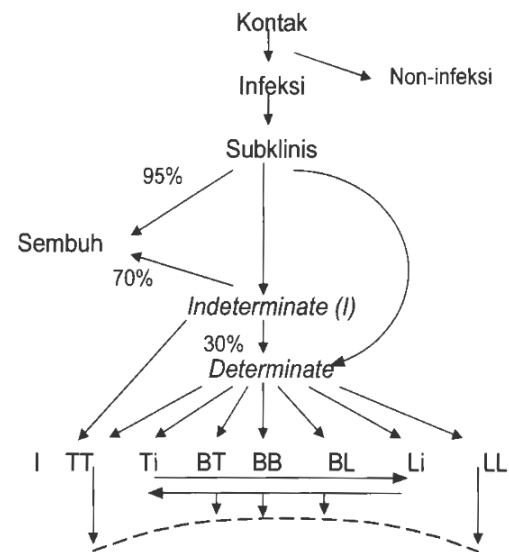 Kontak
Non-infeksi
Infeksi
Subklinis
95%
Sembuh
70%
Indeterminate (I)
30%
Determinate
I TT Ti BT BB BL Li LL